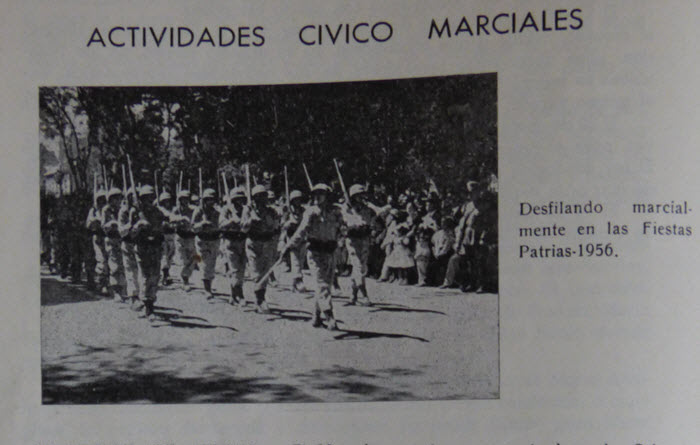 ACTIVIDADES CIVICO MARCIALES
Desfilando marcial-
mente en las Fiestas
Patrias-1956.